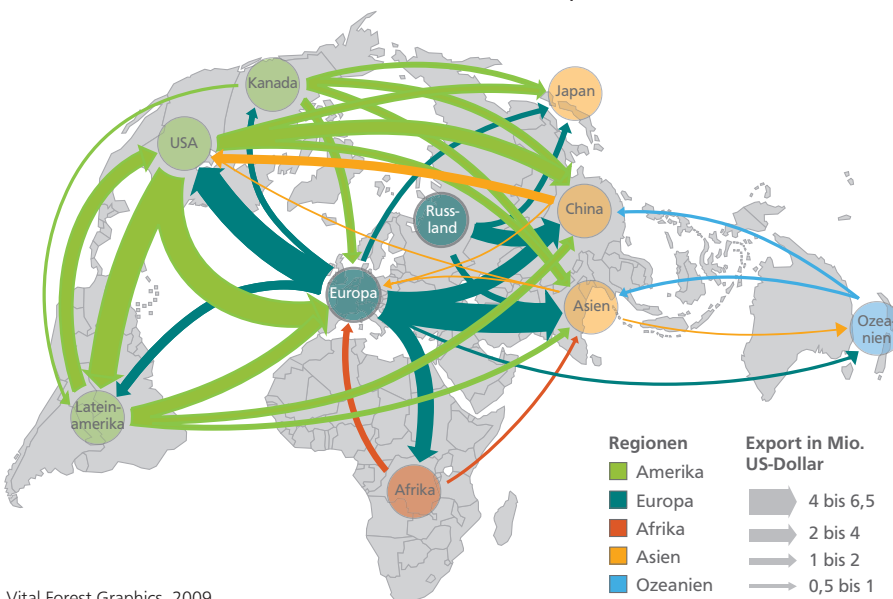 Kanada
Japan
USA
China
Russ-
land
Europa
Asien
Ozea-
nien
Latein-
amerika
Afrika
Regionen
Amerika
Europa
Afrika
Asien
Ozeanien
Export in Mio.
US-Dollar
4 bis 6,5
2 bis 4
1 bis 2
0,5 bis 1
Vital Forest Graphics, 2009